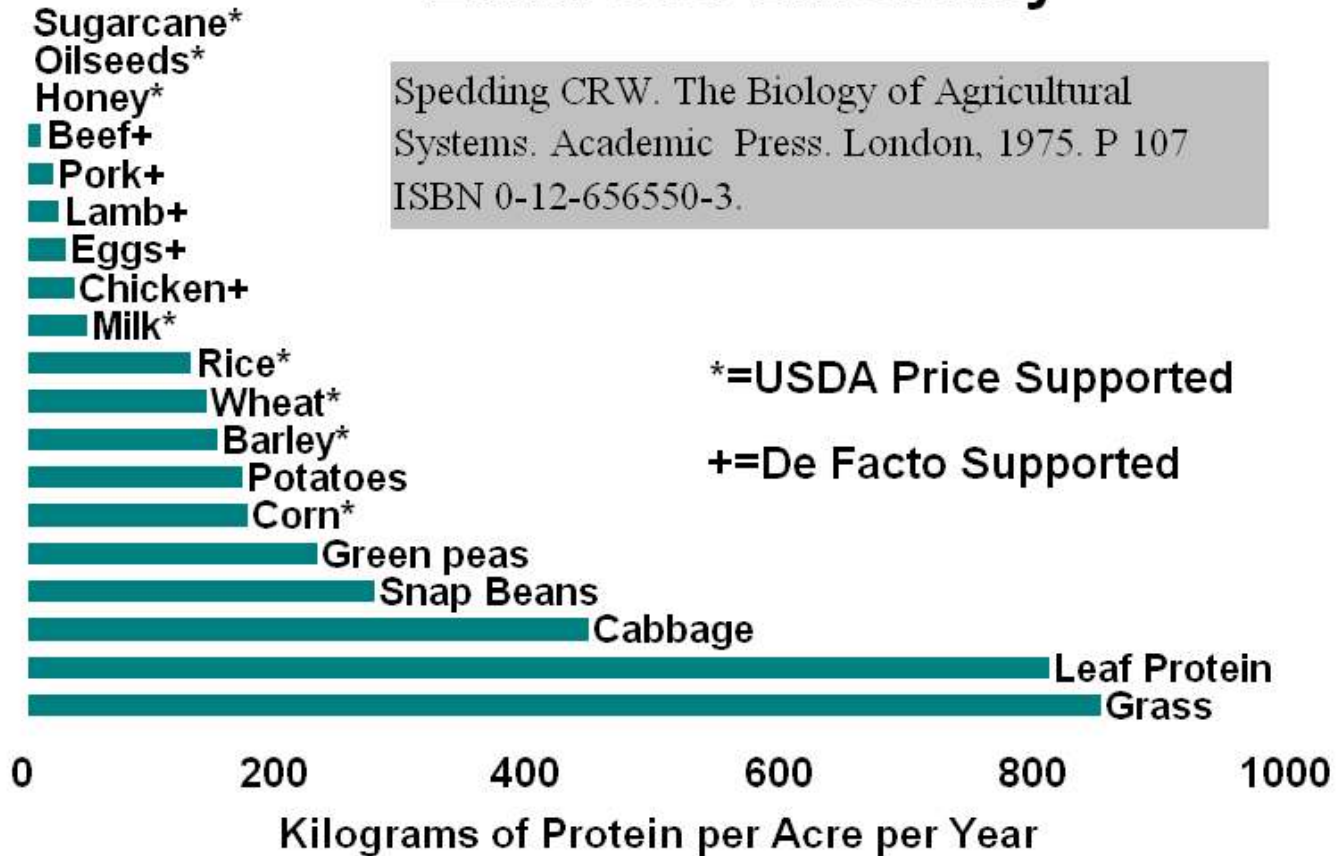 Sugarcane*
Oilseeds*
Honey*
Beef+
Pork+
Lamb+
Eggs+
Chicken+
Milk*
Rice*
Wheat*
Barley*
Potatoes
Corn*
Green peas
Snap Beans
Cabbage
Leaf Protein
Grass
Spedding CRW. The Biology of Agricultural
Systems. Academic Press. London, 1975. P 107
ISBN 0-12-656550-3.
*=USDA Price Supported
+=De Facto Supported
0 200 400 600 800 1000
Kilograms of Protein per Acre per Year